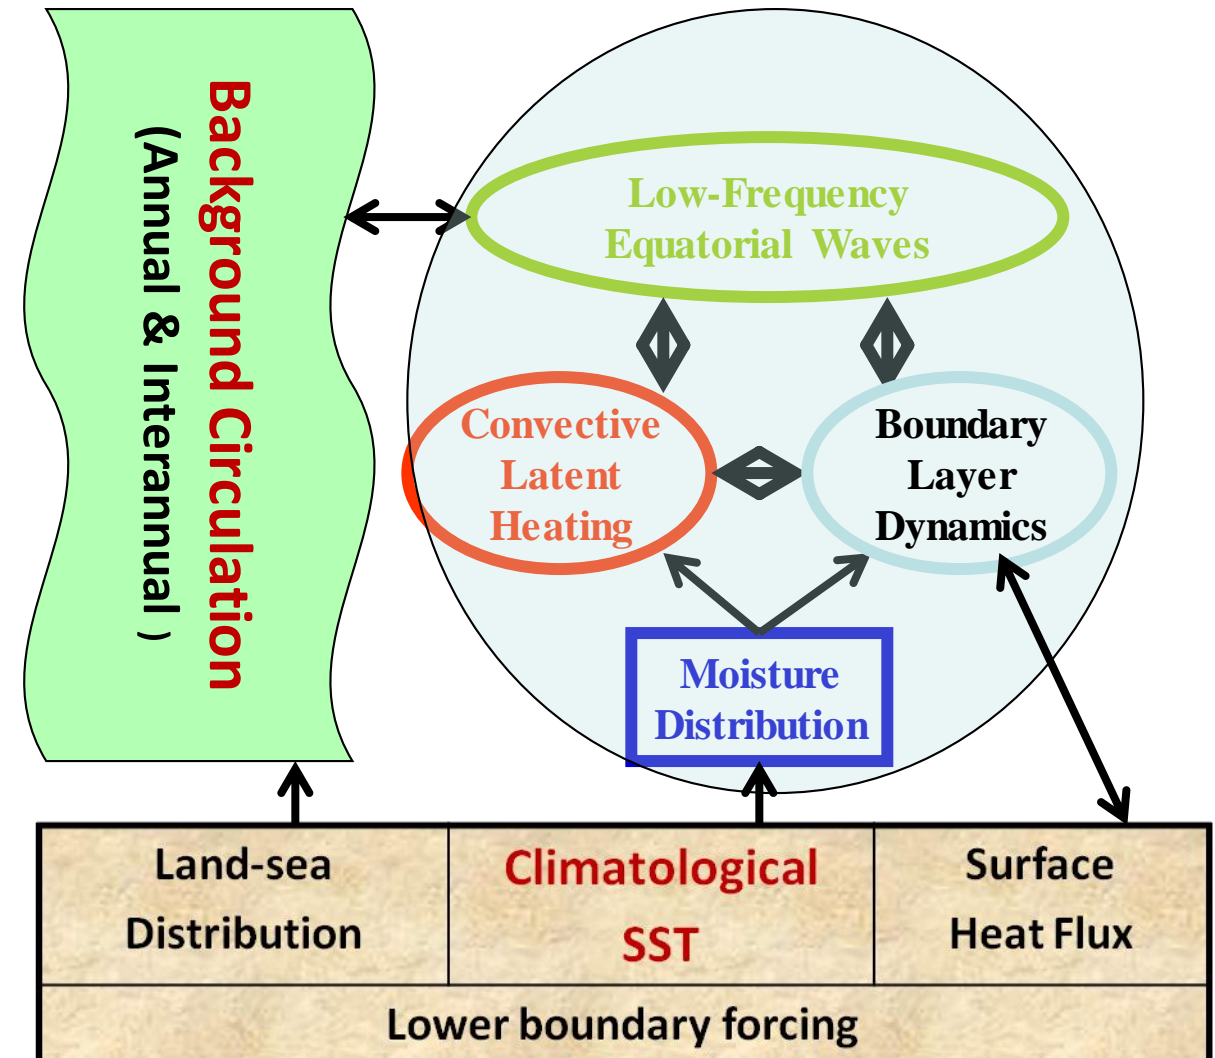 Background Circulation
(Annual & Interannual )
Low-Frequency
Equatorial Waves
Convective
Latent
Heating
Boundary
Layer
Dynamics
Moisture
Distribution
Land-sea
Distribution
Climatological
SST
Surface
Heat Flux
Lower boundary forcing